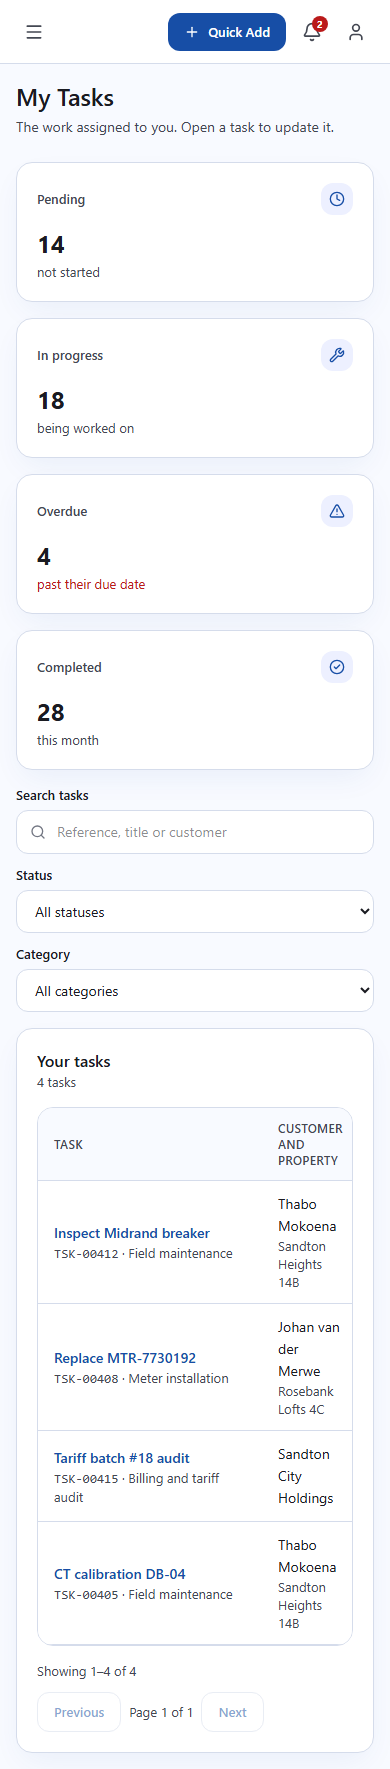 Quick Add
2
My Tasks
The work assigned to you. Open a task to update it.
Pending
14
not started
In progress
18
being worked on
Overdue
4
past their due date
Completed
28
this month
Search tasks
Reference, title or customer
Status
All statuses
Category
All categories
Your tasks
4 tasks
TASK
CUSTOMER
AND
PROPERTY
Inspect Midrand breaker
TSK-00412 · Field maintenance
Thabo
Mokoena
Sandton
Heights
14B
Replace MTR-7730192
TSK-00408 · Meter installation
Johan van
der
Merwe
Rosebank
Lofts 4C
Tariff batch #18 audit
TSK-00415 · Billing and tariff
audit
Sandton
City
Holdings
CT calibration DB-04
TSK-00405 · Field maintenance
Thabo
Mokoena
Sandton
Heights
14B
Showing 1–4 of 4
Previous
Page 1 of 1
Next